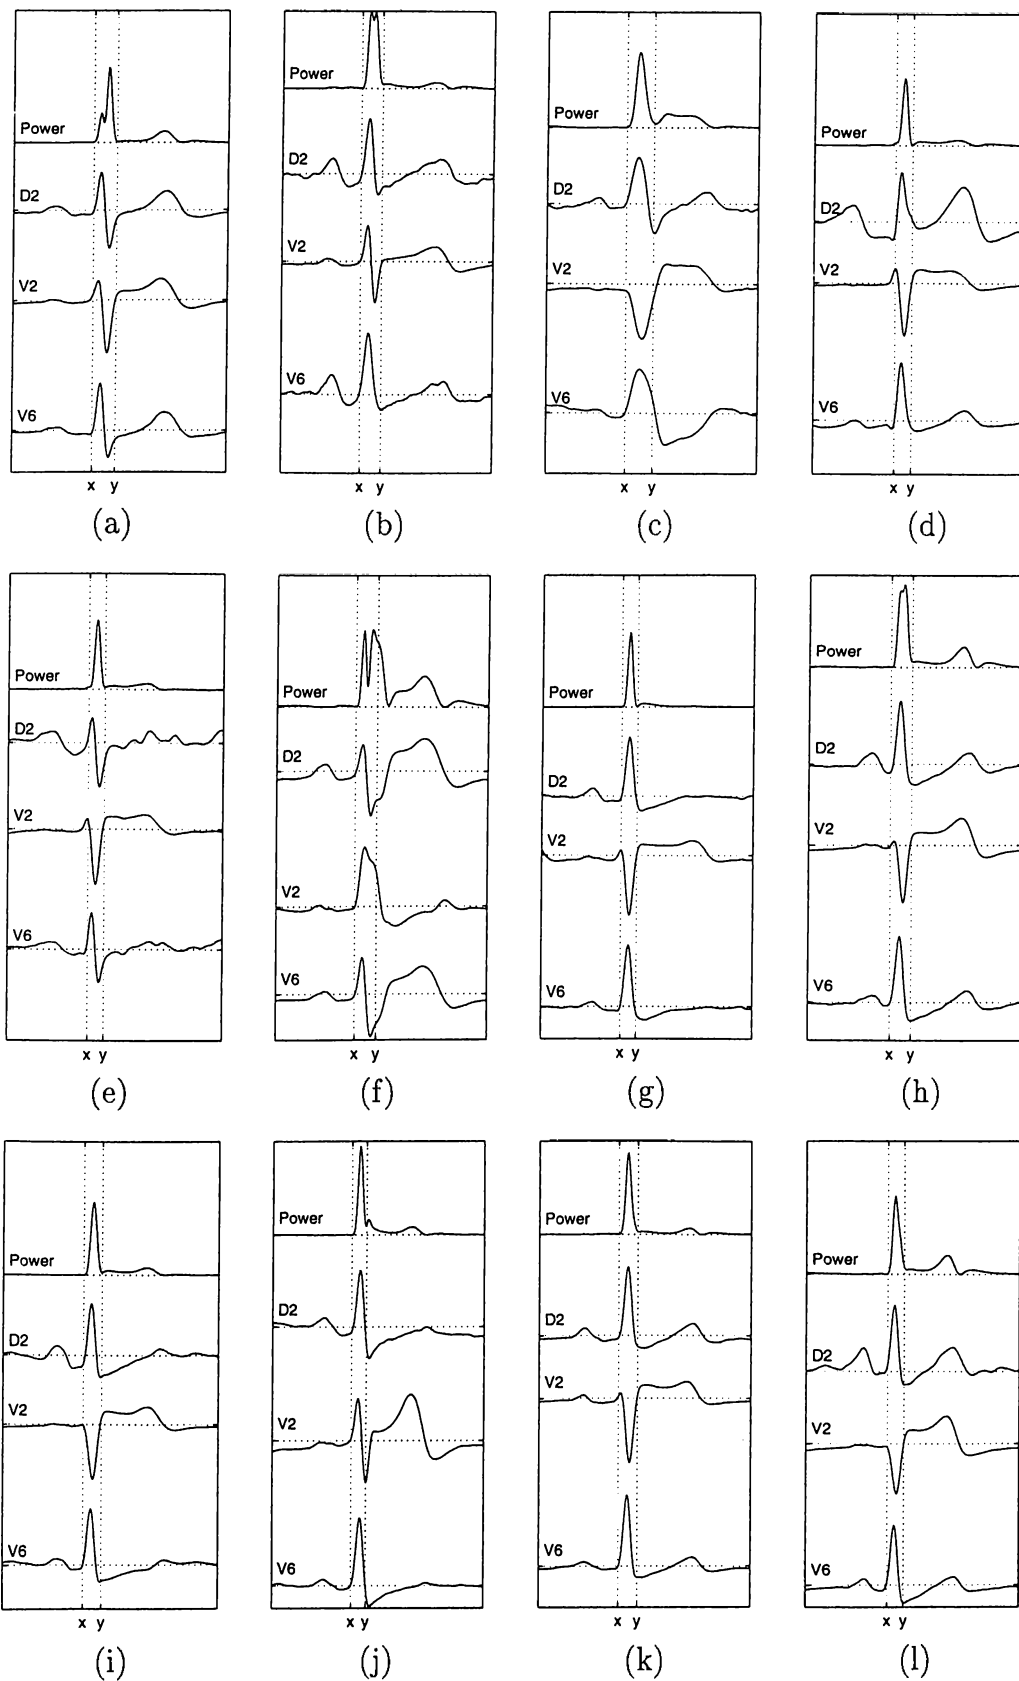 Power
D2
V2
V6
x y
(a)
Power
D2
V2
V6
x y
(b)
Power
D2
V2
V6
x y
(c)
Power
D2
V2
V6
x y
(d)
Power
D2
V2
V6
x y
(e)
Power
D2
V2
V6
x y
(f)
Power
D2
V2
V6
x y
(g)
Power
D2
V2
V6
x y
(h)
Power
D2
V2
V6
x y
(i)
Power
D2
V2
V6
x y
(j)
Power
D2
V2
V6
x y
(k)
Power
D2
V2
V6
x y
(l)